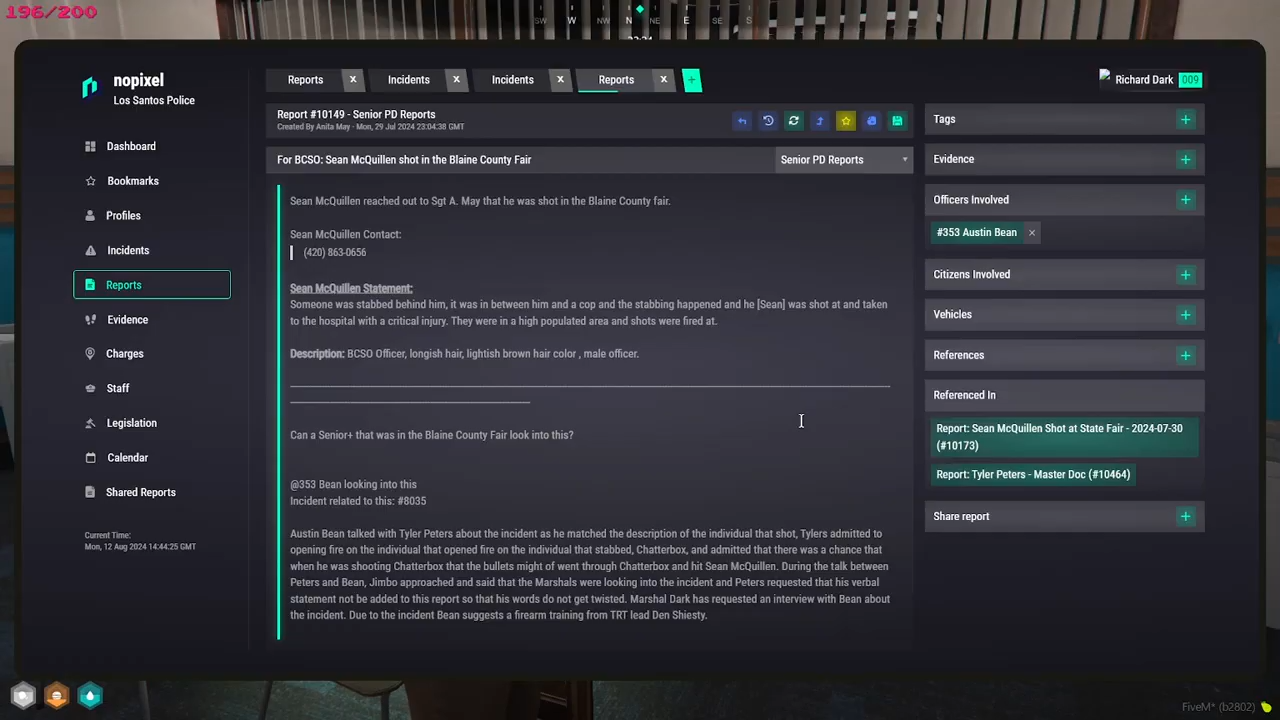 196/200
SW W NW N NE E SE S
nopixel
Los Santos Police
Reports x Incidents x Incidents x Reports x +
Richard Dark 009
Dashboard
Bookmarks
Profiles
Incidents
Reports
Evidence
Charges
Staff
Legislation
Calendar
Shared Reports
Current Time:
Mon, 12 Aug 2024 14:44:25 GMT
Report #10149 - Senior PD Reports
Created By Anita May - Mon, 29 Jul 2024 23:04:38 GMT
For BCSO: Sean McQuillen shot in the Blaine County Fair
Senior PD Reports
Sean McQuillen reached out to Sgt A. May that he was shot in the Blaine County fair.
Sean McQuillen Contact:
(420) 863-0656
Sean McQuillen Statement:
Someone was stabbed behind him, it was in between him and a cop and the stabbing happened and he [Sean] was shot at and taken
to the hospital with a critical injury. They were in a high populated area and shots were fired at.
Description: BCSO Officer, longish hair, lightish brown hair color , male officer.
Can a Senior+ that was in the Blaine County Fair look into this?
@353 Bean looking into this
Incident related to this: #8035
Austin Bean talked with Tyler Peters about the incident as he matched the description of the individual that shot, Tylers admitted to
opening fire on the individual that opened fire on the individual that stabbed, Chatterbox, and admitted that there was a chance that
when he was shooting Chatterbox that the bullets might of went through Chatterbox and hit Sean McQuillen. During the talk between
Peters and Bean, Jimbo approached and said that the Marshals were looking into the incident and Peters requested that his verbal
statement not be added to this report so that his words do not get twisted. Marshal Dark has requested an interview with Bean about
the incident. Due to the incident Bean suggests a firearm training from TRT lead Den Shiesty.
Tags +
Evidence +
Officers Involved +
#353 Austin Bean x
Citizens Involved +
Vehicles +
References +
Referenced In
Report: Sean McQuillen Shot at State Fair - 2024-07-30
(#10173)
Report: Tyler Peters - Master Doc (#10464)
Share report +
FiveM* (b2802)